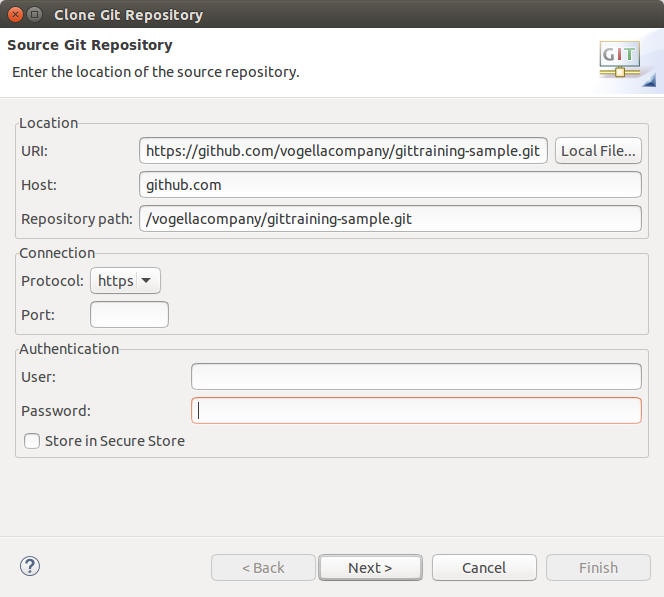 Clone Git Repository
Source Git Repository
Enter the location of the source repository.
GIT
Location
URI: https://github.com/vogellacompany/gittraining-sample.git Local File...
Host: github.com
Repository path: /vogellacompany/gittraining-sample.git
Connection
Protocol: https
Port:
Authentication
User:
Password:
Store in Secure Store
? < Back Next > Cancel Finish